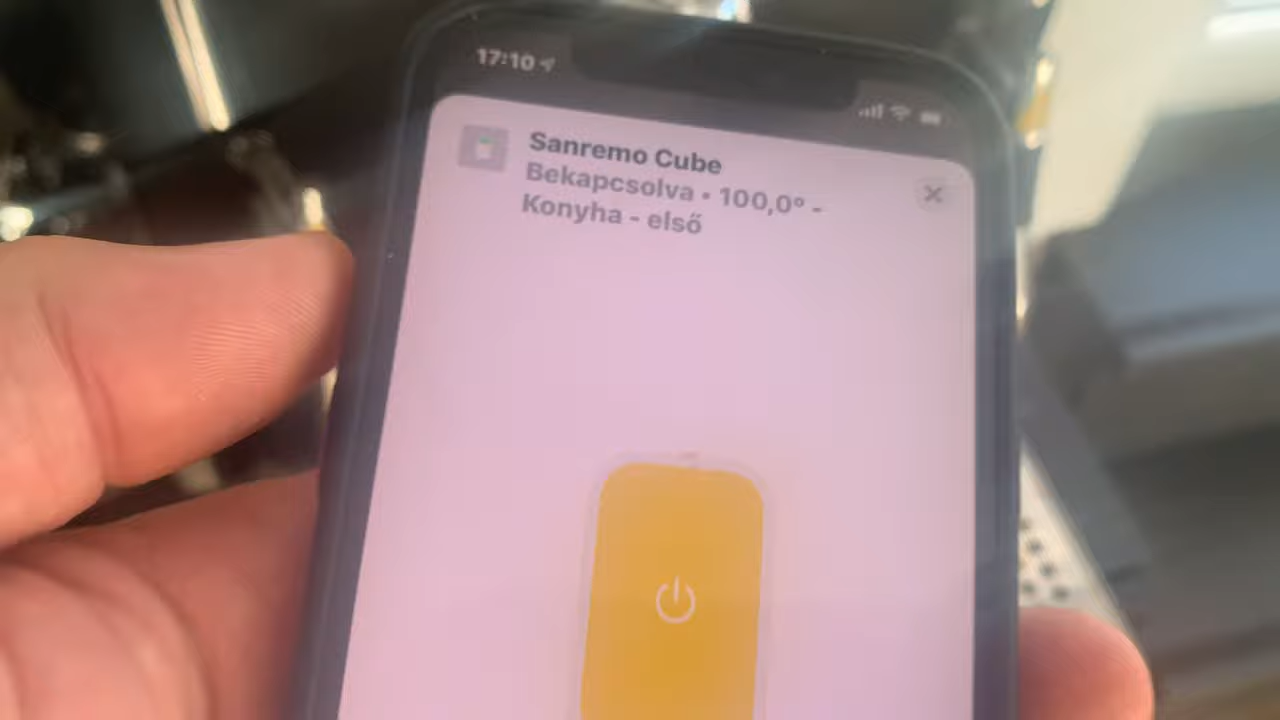 17:10
Sanremo Cube
Bekapcsolva • 100,0° -
Konyha - első